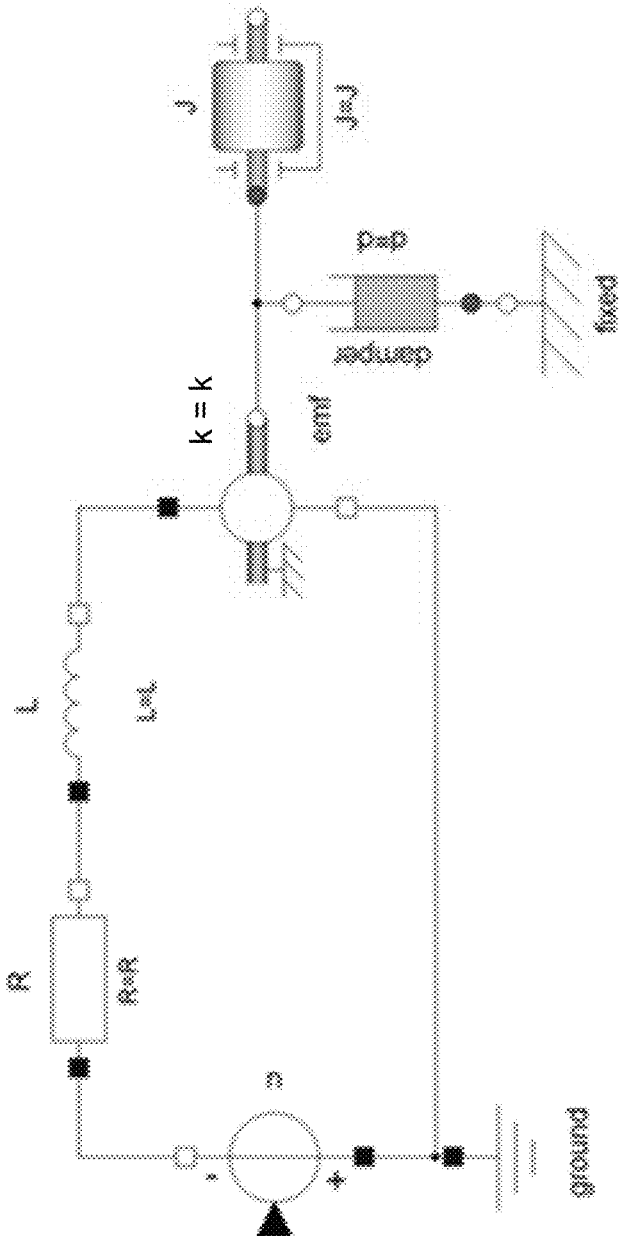 J
J=J
k = k
emf
damper
d=d
fixed
L
L=L
R
R=R
u
-
+
ground